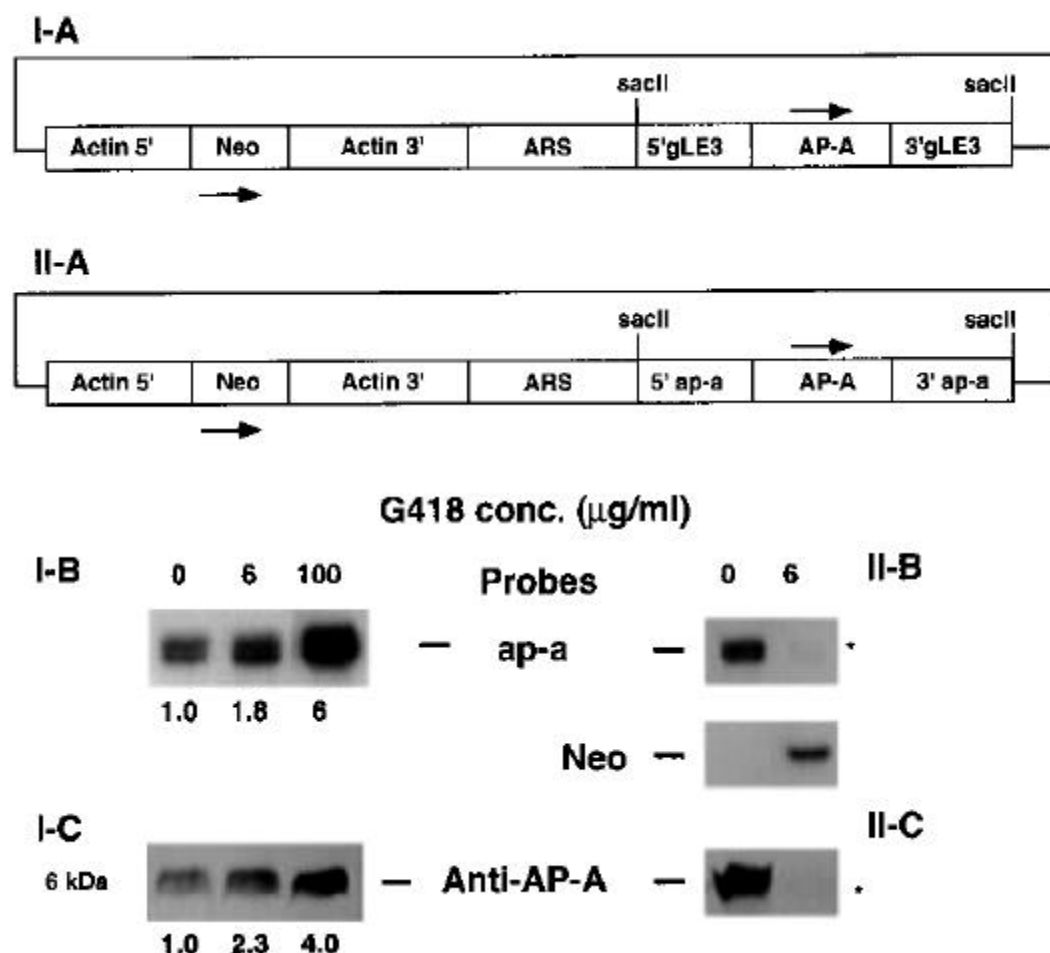 I-A
sacII sacII
Actin 5' Neo Actin 3' ARS 5'gLE3 AP-A 3'gLE3
II-A
sacII sacII
Actin 5' Neo Actin 3' ARS 5' ap-a AP-A 3' ap-a
G418 conc. (μg/ml)
I-B 0 6 100 Probes 0 6 II-B
ap-a *
1.0 1.8 6
Neo
I-C II-C
6 kDa Anti-AP-A *
1.0 2.3 4.0